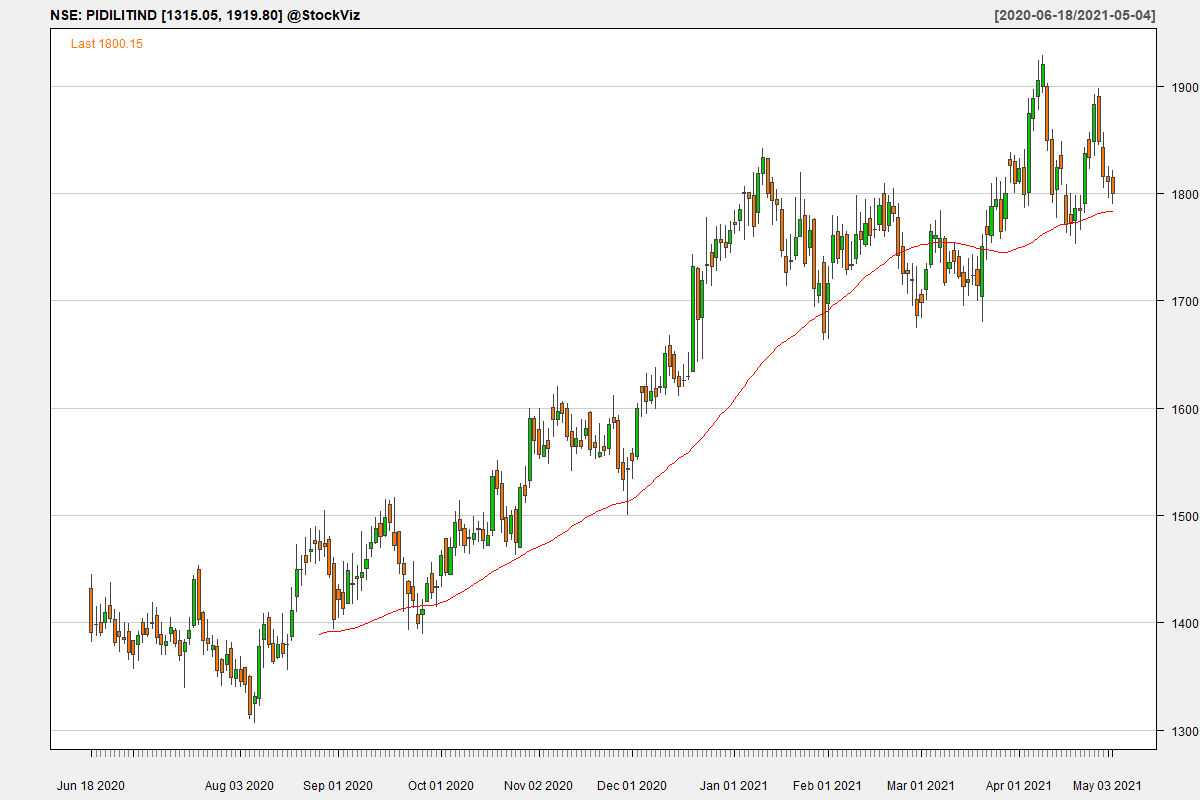 NSE: PIDILITIND [1315.05, 1919.80] @StockViz [2020-06-18/2021-05-04]
Last 1800.15
1900
1800
1700
1600
1500
1400
1300
Jun 18 2020 Aug 03 2020 Sep 01 2020 Oct 01 2020 Nov 02 2020 Dec 01 2020 Jan 01 2021 Feb 01 2021 Mar 01 2021 Apr 01 2021 May 03 2021